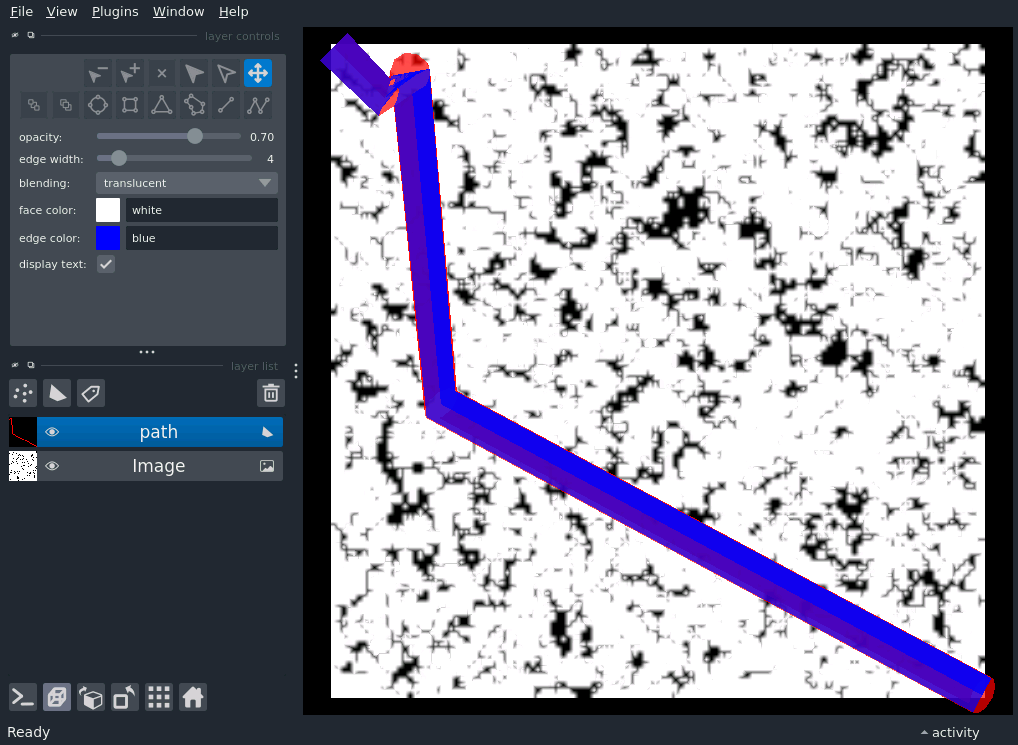 File View Plugins Window Help
layer controls
opacity: 0.70
edge width: 4
blending: translucent
face color: white
edge color: blue
display text:
layer list
path
Image
Ready activity